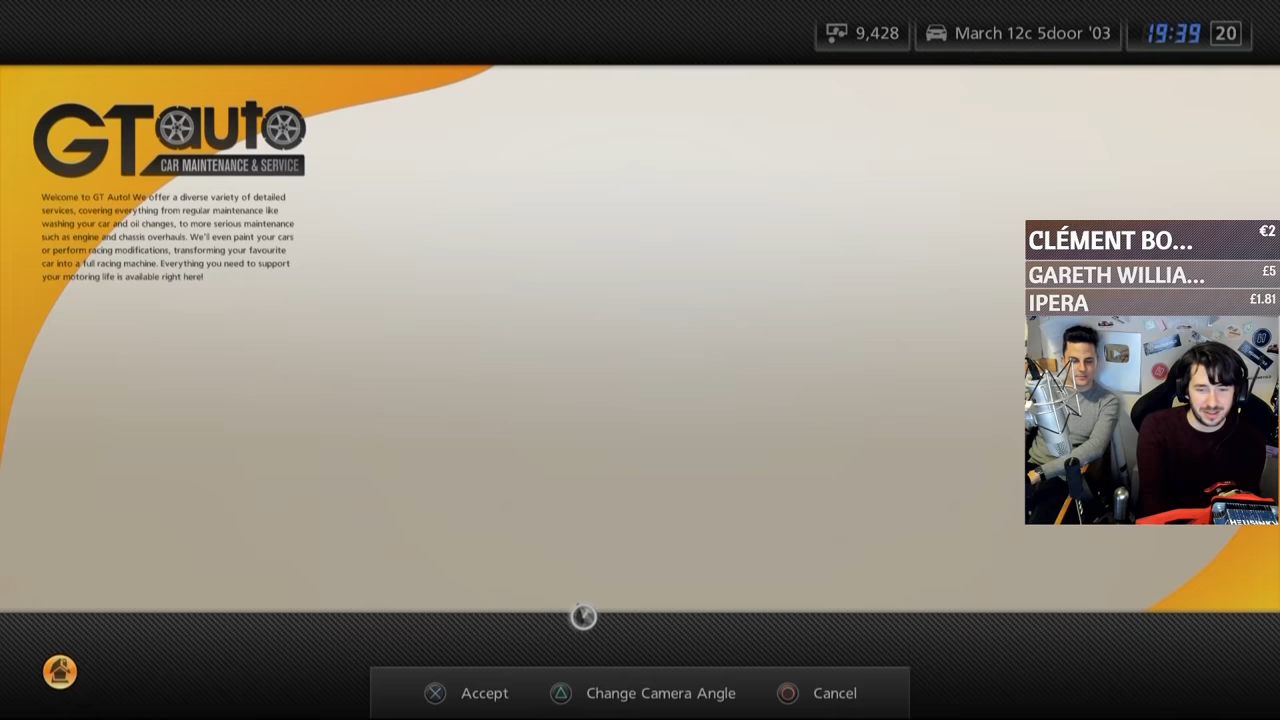 9,428
March 12c 5door '03
19:39
20
GTauto
CAR MAINTENANCE & SERVICE
Welcome to GT Auto! We offer a diverse variety of detailed
services, covering everything from regular maintenance like
washing your car and oil changes, to more serious maintenance
such as engine and chassis overhauls. We'll even paint your cars
or perform racing modifications, transforming your favourite
car into a full racing machine. Everything you need to support
your motoring life is available right here!
CLÉMENT BO... €2
GARETH WILLIA... £5
IPERA £1.81
HELSINKI
Accept
Change Camera Angle
Cancel